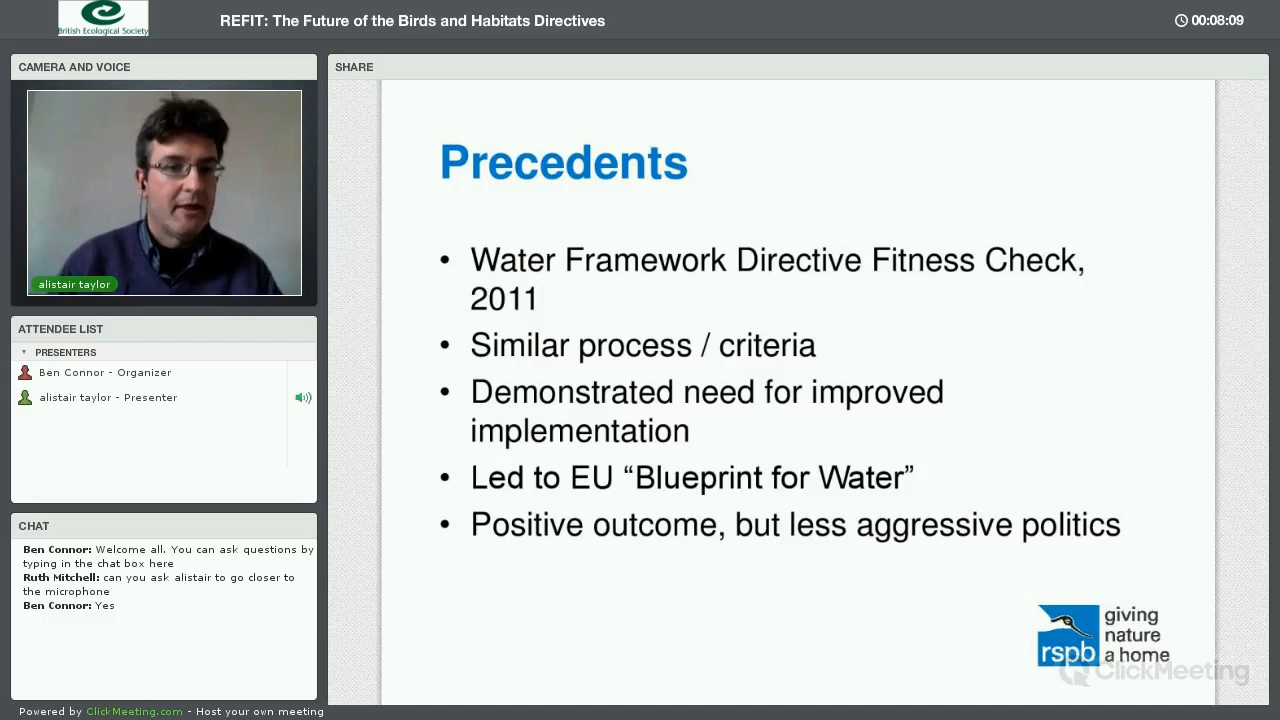 British Ecological Society
REFIT: The Future of the Birds and Habitats Directives
00:08:09
CAMERA AND VOICE
alistair taylor
ATTENDEE LIST
PRESENTERS
Ben Connor - Organizer
alistair taylor - Presenter
CHAT
Ben Connor: Welcome all. You can ask questions by
typing in the chat box here
Ruth Mitchell: can you ask alistair to go closer to
the microphone
Ben Connor: Yes
SHARE
Precedents
• Water Framework Directive Fitness Check,
2011
• Similar process / criteria
• Demonstrated need for improved
implementation
• Led to EU “Blueprint for Water”
• Positive outcome, but less aggressive politics
rspb
giving
nature
a home
ClickMeeting
Powered by ClickMeeting.com - Host your own meeting